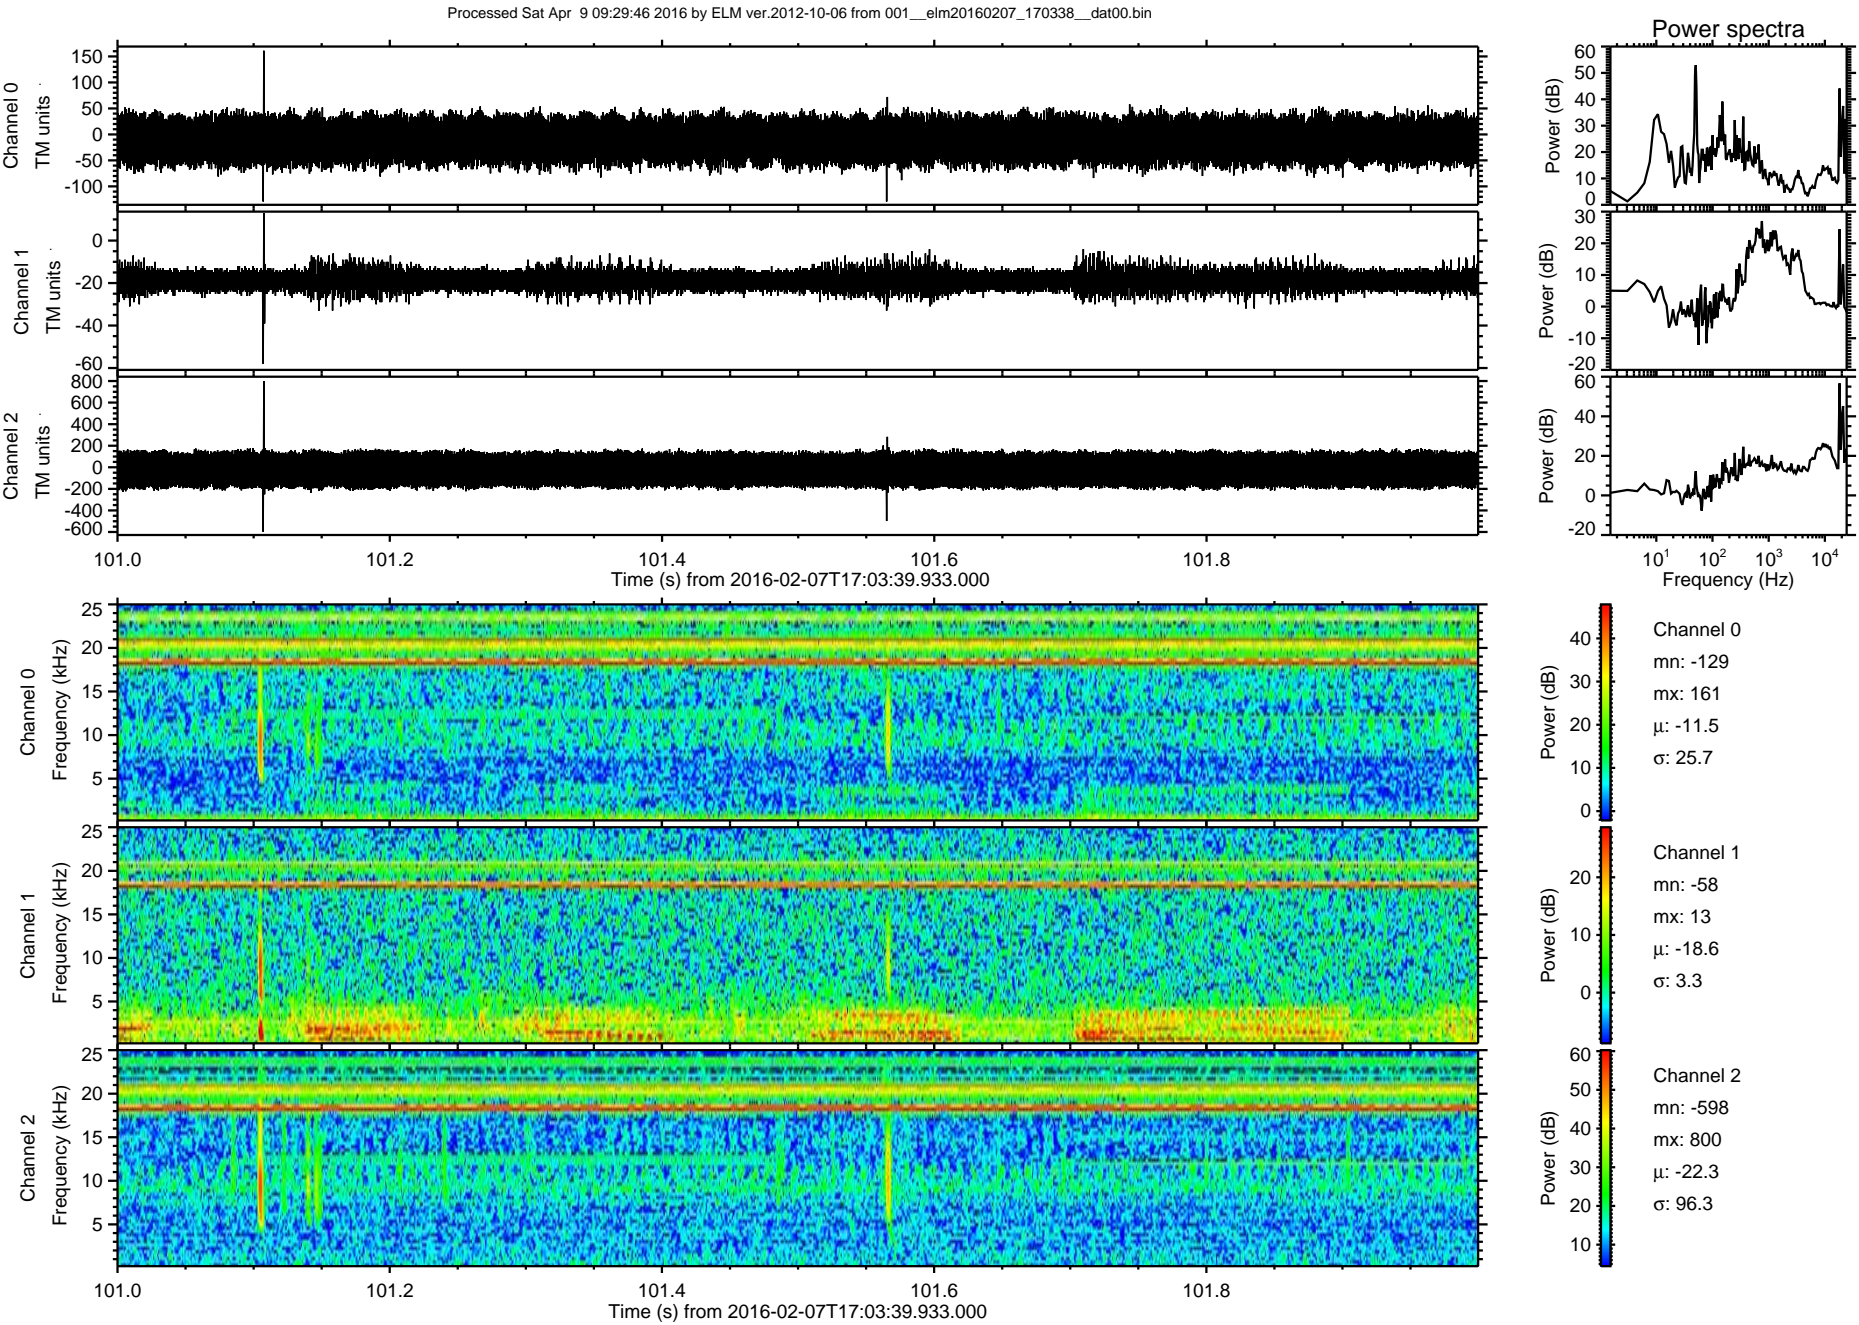 Processed Sat Apr 9 09:29:46 2016 by ELM ver.2012-10-06 from 001__elm20160207_170338__dat00.bin
Power spectra
Channel 0
TM units
150
100
50
0
-50
-100
Power (dB)
60
50
40
30
20
10
0
Channel 1
TM units
0
-20
-40
-60
Power (dB)
30
20
10
0
-10
-20
Channel 2
TM units
800
600
400
200
0
-200
-400
-600
Power (dB)
60
40
20
0
-20
101.0 101.2 101.4 101.6 101.8
Time (s) from 2016-02-07T17:03:39.933.000
10^1 10^2 10^3 10^4
Frequency (Hz)
Channel 0
Frequency (kHz)
25
20
15
10
5
Power (dB)
40
30
20
10
0
Channel 0
mn: -129
mx: 161
μ: -11.5
σ: 25.7
Channel 1
Frequency (kHz)
25
20
15
10
5
Power (dB)
20
10
0
Channel 1
mn: -58
mx: 13
μ: -18.6
σ: 3.3
Channel 2
Frequency (kHz)
25
20
15
10
5
Power (dB)
60
50
40
30
20
10
Channel 2
mn: -598
mx: 800
μ: -22.3
σ: 96.3
101.0 101.2 101.4 101.6 101.8
Time (s) from 2016-02-07T17:03:39.933.000